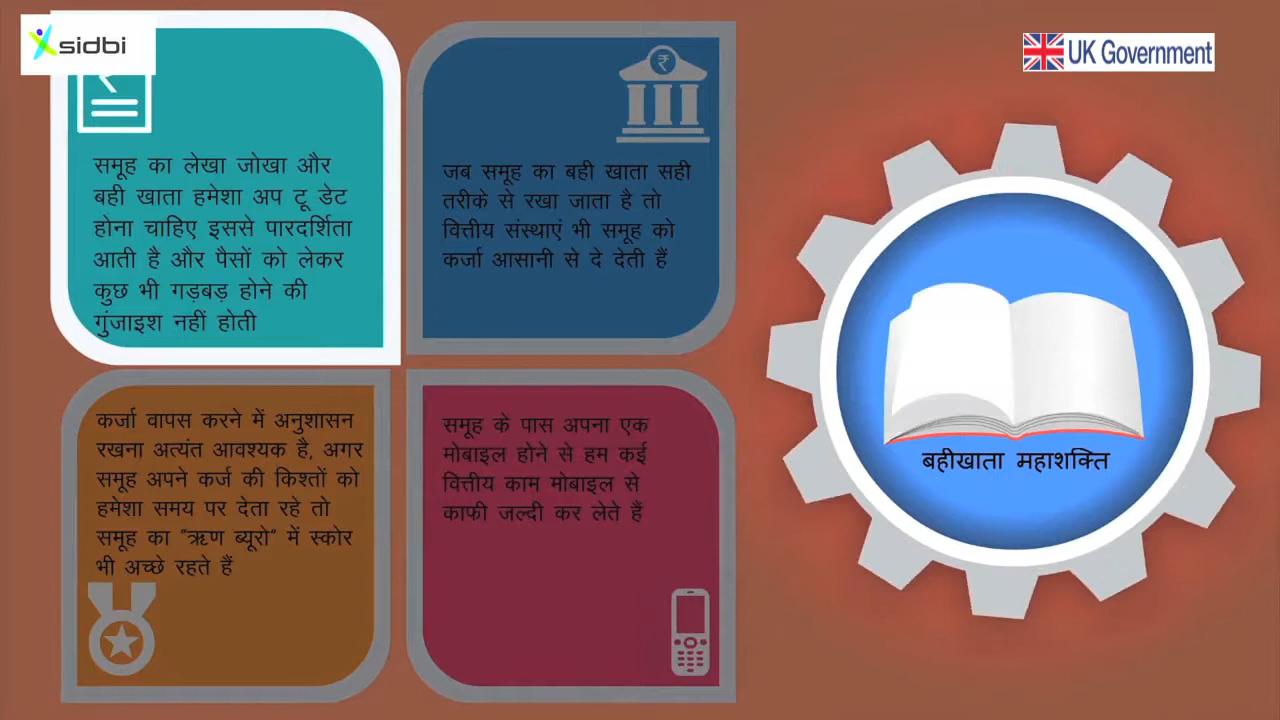 sidbi
UK Government
समूह का लेखा जोखा और
बही खाता हमेशा अप टू डेट
होना चाहिए इससे पारदर्शिता
आती है और पैसों को लेकर
कुछ भी गड़बड़ होने की
गुंजाइश नहीं होती
₹
जब समूह का बही खाता सही
तरीके से रखा जाता है तो
वित्तीय संस्थाएं भी समूह को
कर्जा आसानी से दे देती हैं
कर्जा वापस करने में अनुशासन
रखना अत्यंत आवश्यक है, अगर
समूह अपने कर्ज की किश्तों को
हमेशा समय पर देता रहे तो
समूह का "ऋण ब्यूरो" में स्कोर
भी अच्छे रहते हैं
समूह के पास अपना एक
मोबाइल होने से हम कई
वित्तीय काम मोबाइल से
काफी जल्दी कर लेते हैं
बहीखाता महाशक्ति